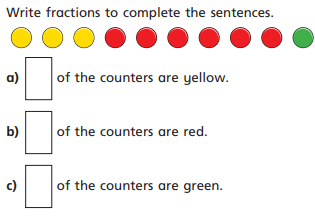 Write fractions to complete the sentences.
a) of the counters are yellow.
b) of the counters are red.
c) of the counters are green.